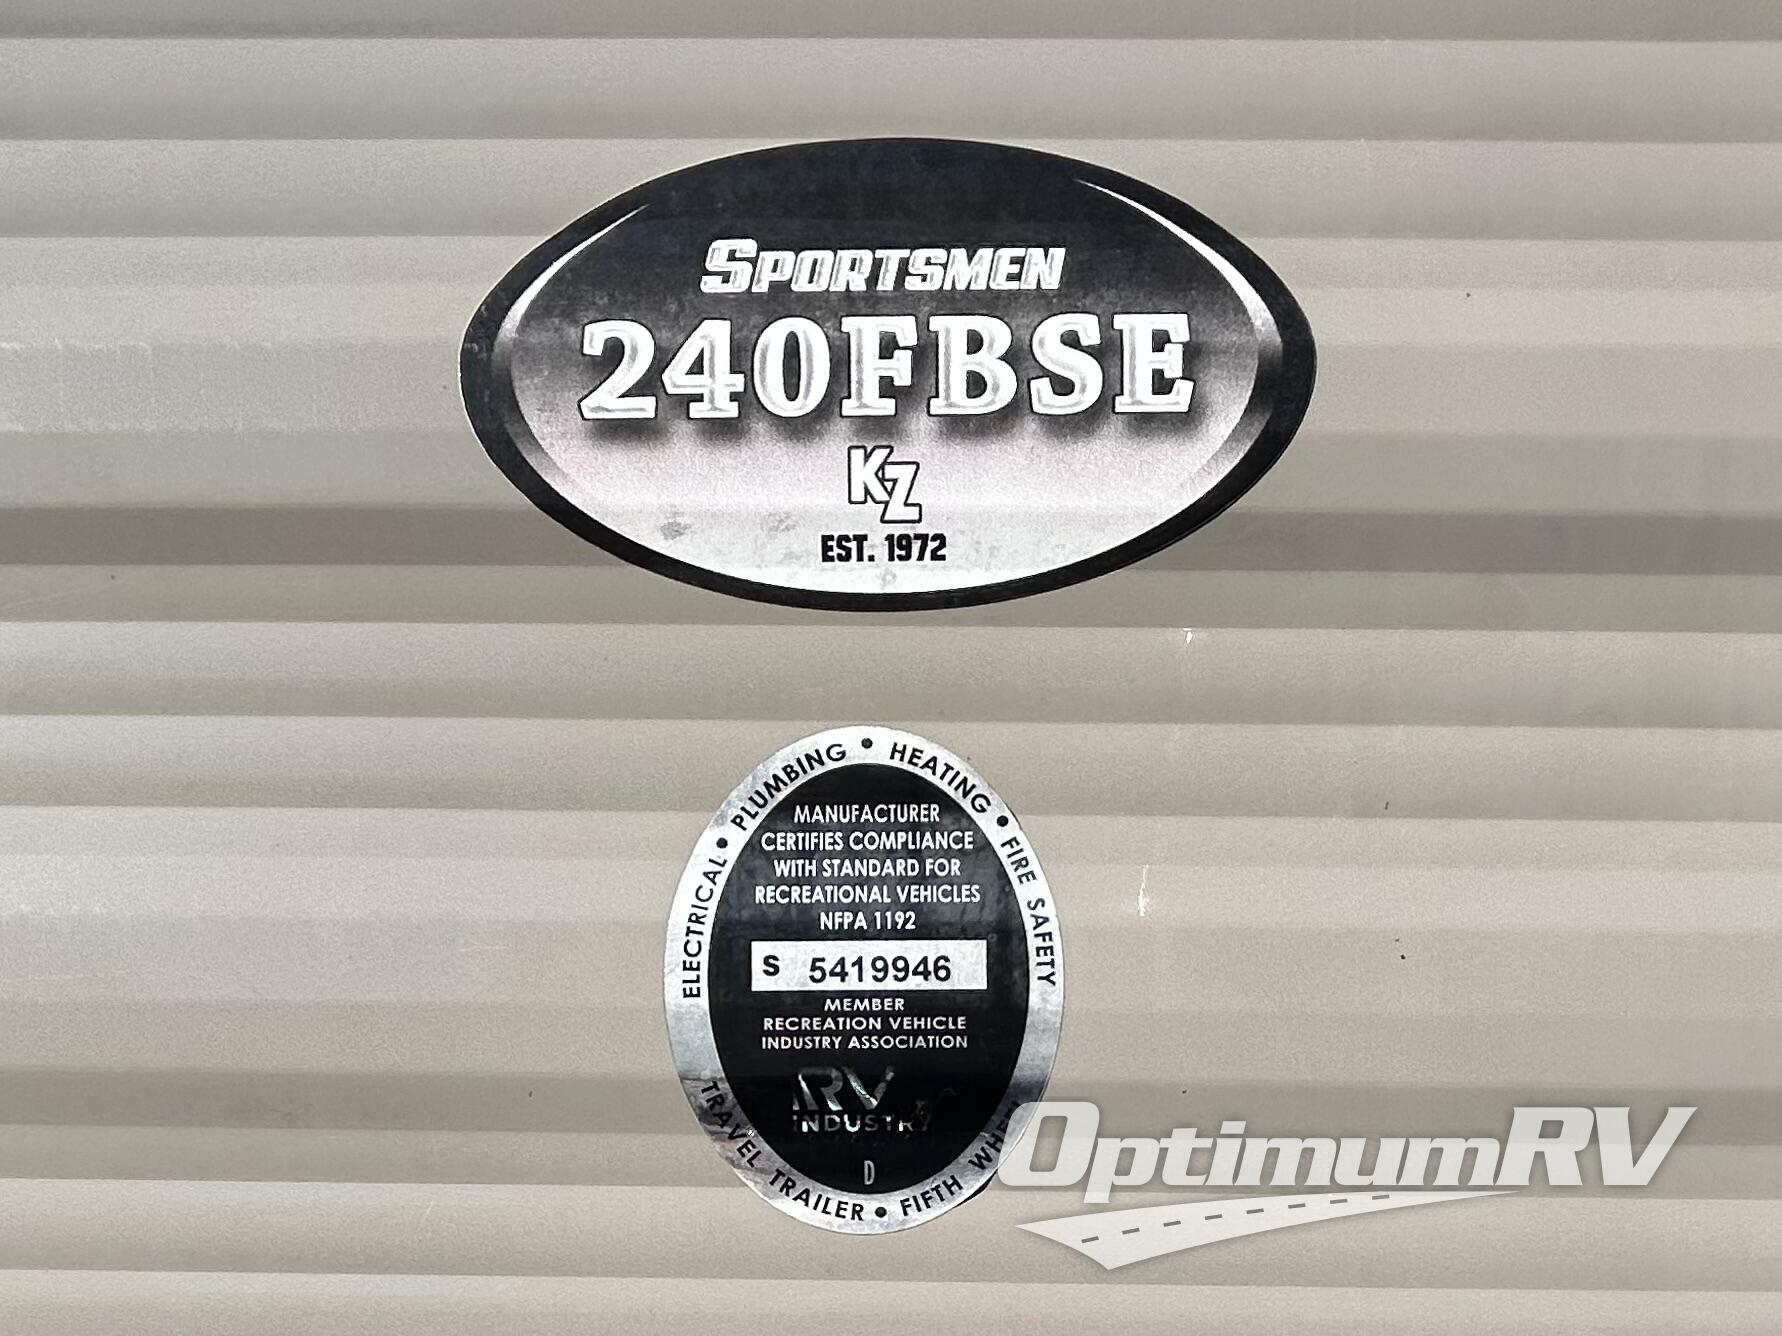 SPORTSMEN
240FBSE
KZ
EST. 1972
ELECTRICAL • PLUMBING • HEATING • FIRE SAFETY
MANUFACTURER
CERTIFIES COMPLIANCE
WITH STANDARD FOR
RECREATIONAL VEHICLES
NFPA 1192
S 5419946
MEMBER
RECREATION VEHICLE
INDUSTRY ASSOCIATION
RV
INDUSTRY
D
TRAVEL TRAILER • FIFTH WHEEL
OptimumRV